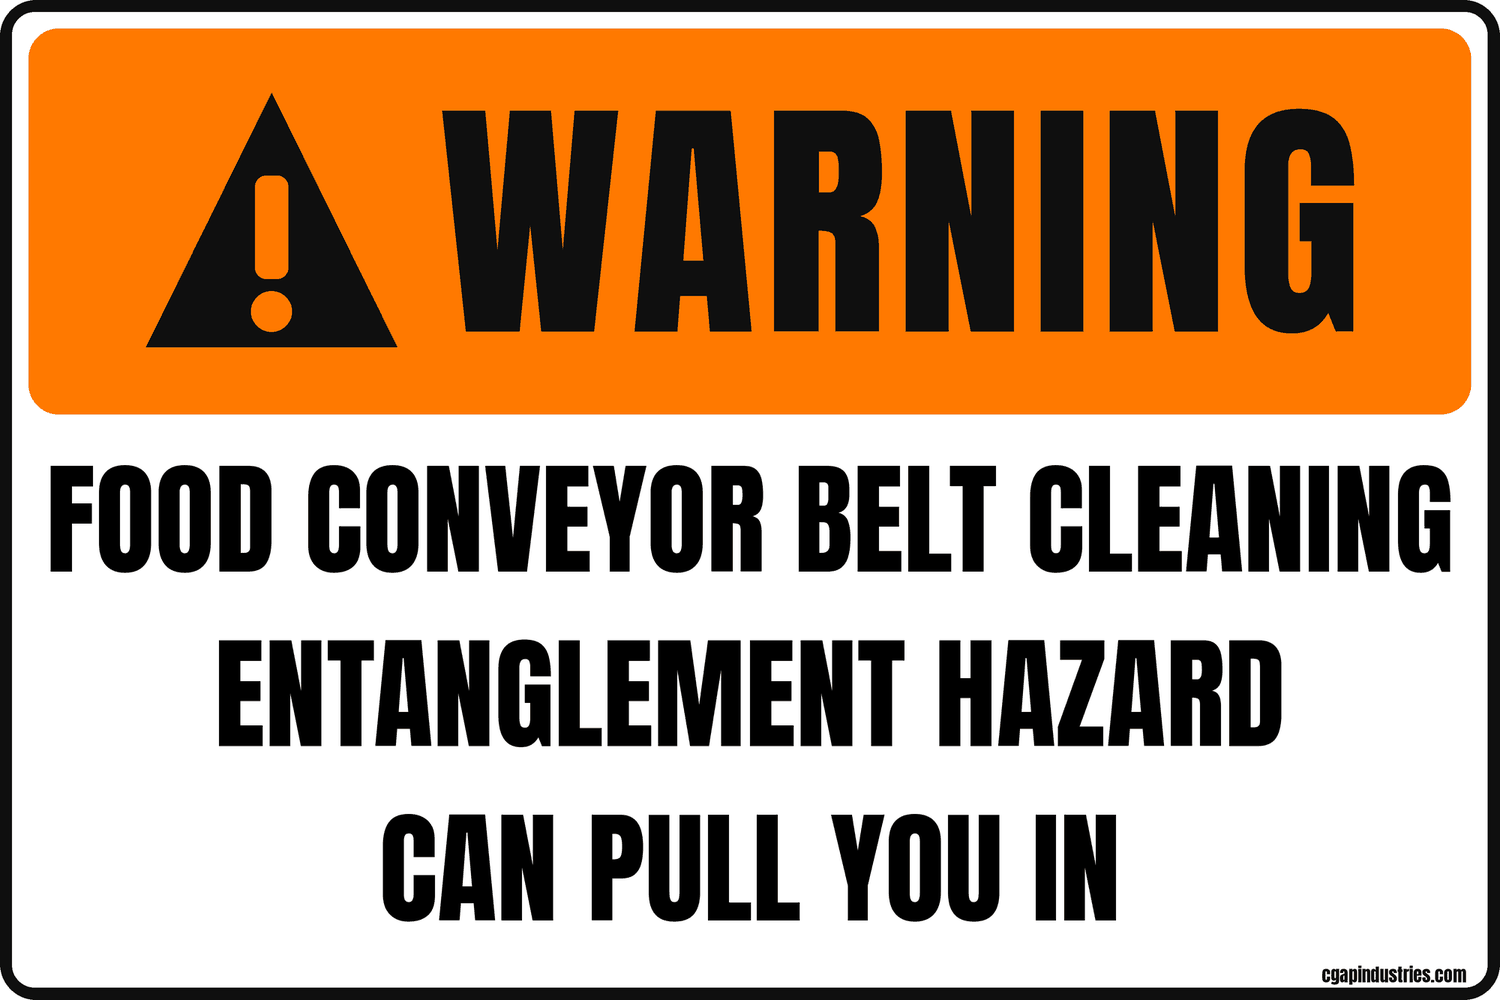 WARNING
FOOD CONVEYOR BELT CLEANING
ENTANGLEMENT HAZARD
CAN PULL YOU IN
cgapindustries.com